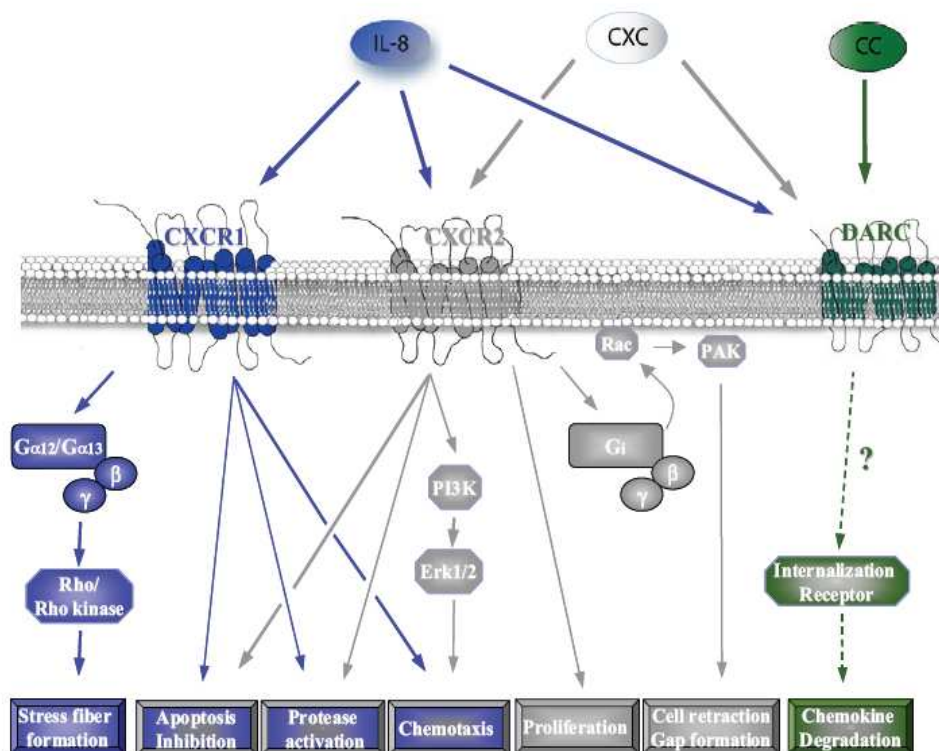 IL-8
CXC
CC
CXCR1
CXCR2
DARC
Rac
PAK
Gα12/Gα13
β
γ
Gi
β
γ
?
PI3K
Erk1/2
Rho/
Rho kinase
Internalization
Receptor
Stress fiber
formation
Apoptosis
Inhibition
Protease
activation
Chemotaxis
Proliferation
Cell retraction
Gap formation
Chemokine
Degradation